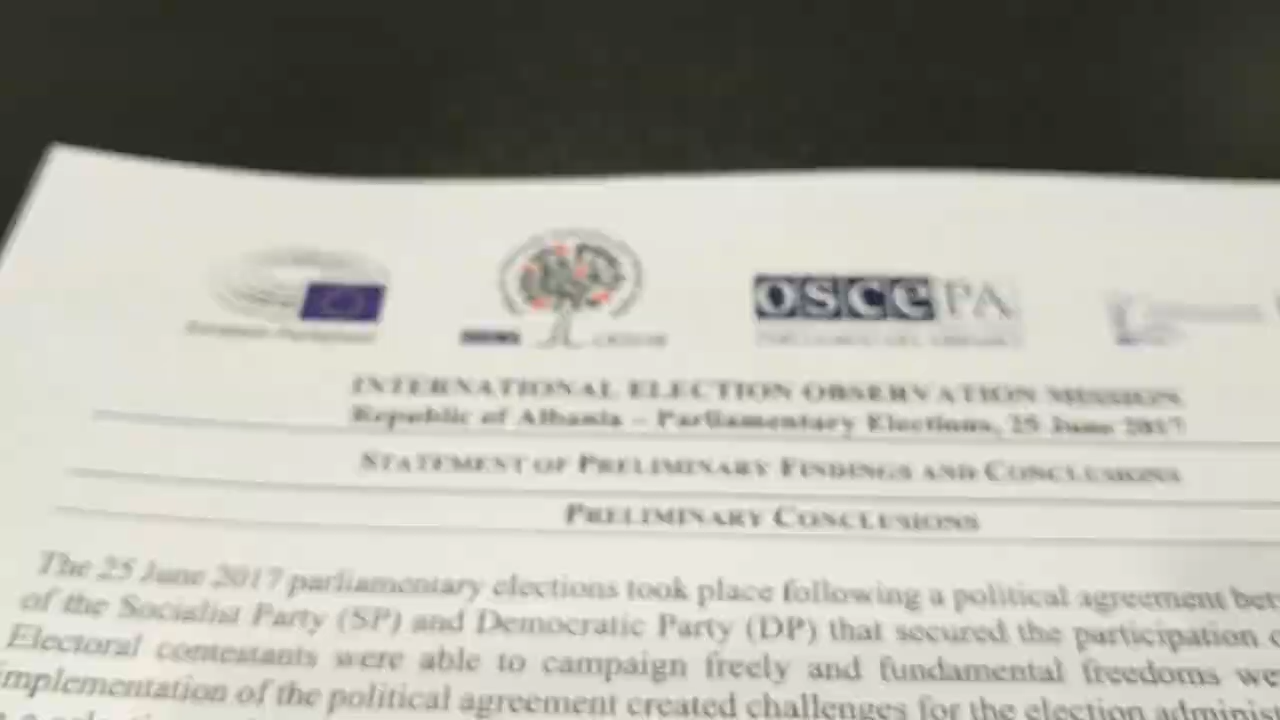 European Parliament
OSCE PA
INTERNATIONAL ELECTION OBSERVATION MISSION
Republic of Albania – Parliamentary Elections, 25 June 2017
STATEMENT OF PRELIMINARY FINDINGS AND CONCLUSIONS
PRELIMINARY CONCLUSIONS
The 25 June 2017 parliamentary elections took place following a political agreement
of the Socialist Party (SP) and Democratic Party (DP) that secured the participation
Electoral contestants were able to campaign freely and fundamental freedoms
implementation of the political agreement created challenges for the election